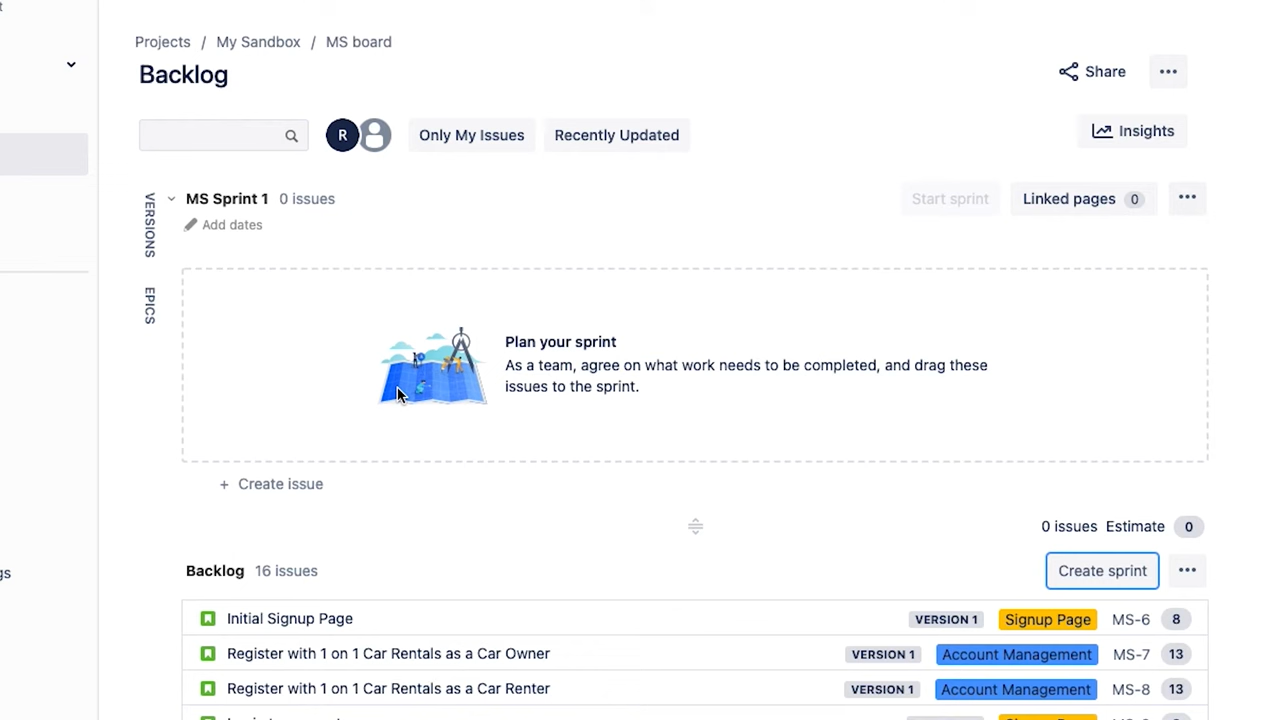 Projects / My Sandbox / MS board
Backlog
Share
R
Only My Issues
Recently Updated
Insights
VERSIONS
EPICS
MS Sprint 1 0 issues
Start sprint
Linked pages 0
Add dates
Plan your sprint
As a team, agree on what work needs to be completed, and drag these
issues to the sprint.
+ Create issue
0 issues Estimate 0
Backlog 16 issues
Create sprint
Initial Signup Page VERSION 1 Signup Page MS-6 8
Register with 1 on 1 Car Rentals as a Car Owner VERSION 1 Account Management MS-7 13
Register with 1 on 1 Car Rentals as a Car Renter VERSION 1 Account Management MS-8 13
gs